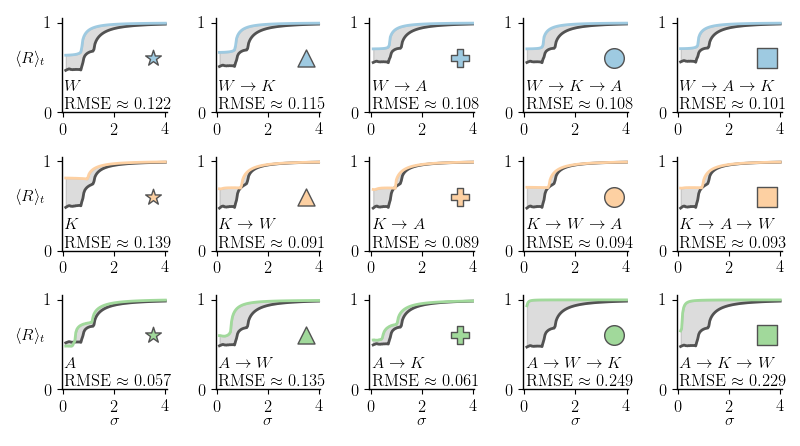 1 1 1 1 1
⟨R⟩t
W W → K W → A W → K → A W → A → K
RMSE ≈ 0.122 RMSE ≈ 0.115 RMSE ≈ 0.108 RMSE ≈ 0.108 RMSE ≈ 0.101
0 0 0 0 0
0 2 4 0 2 4 0 2 4 0 2 4 0 2 4
1 1 1 1 1
⟨R⟩t
K K → W K → A K → W → A K → A → W
RMSE ≈ 0.139 RMSE ≈ 0.091 RMSE ≈ 0.089 RMSE ≈ 0.094 RMSE ≈ 0.093
0 0 0 0 0
0 2 4 0 2 4 0 2 4 0 2 4 0 2 4
1 1 1 1 1
⟨R⟩t
A A → W A → K A → W → K A → K → W
RMSE ≈ 0.057 RMSE ≈ 0.135 RMSE ≈ 0.061 RMSE ≈ 0.249 RMSE ≈ 0.229
0 0 0 0 0
0 2 4 0 2 4 0 2 4 0 2 4 0 2 4
σ σ σ σ σ